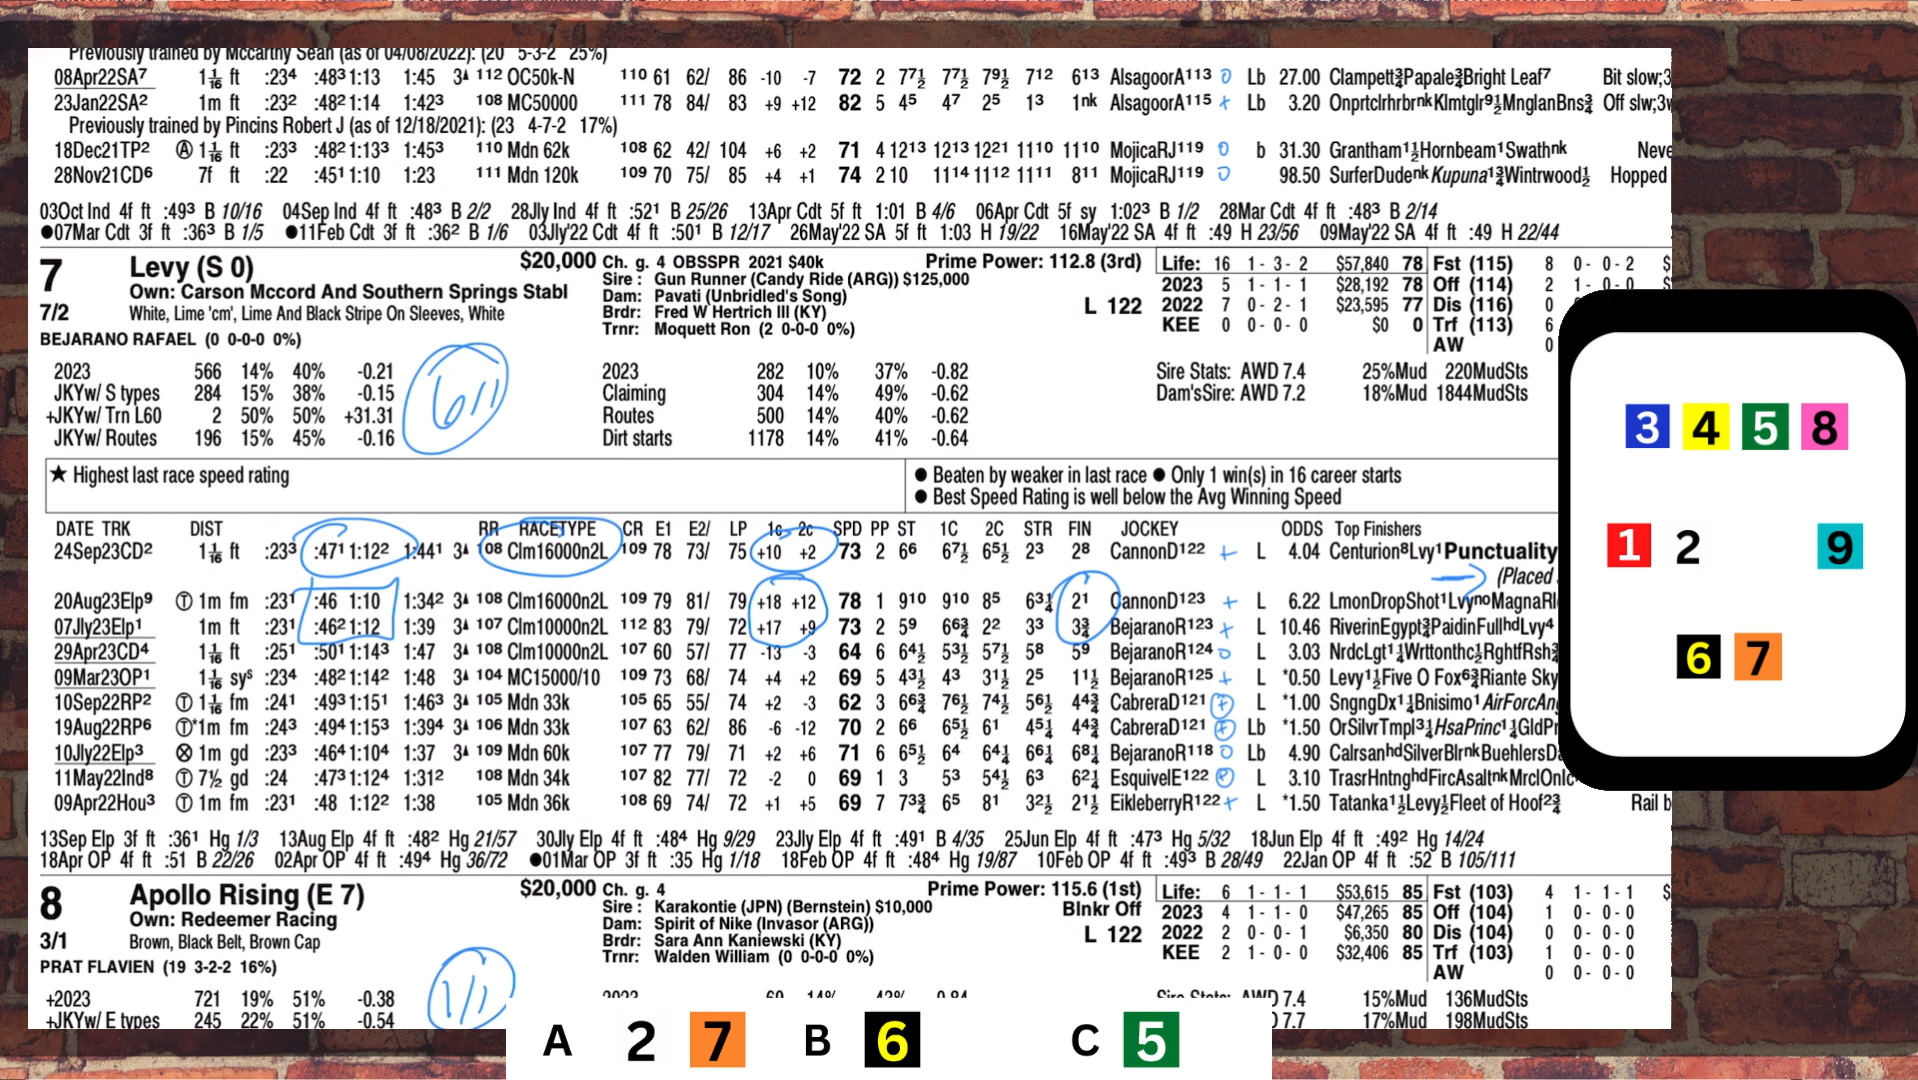 Previously trained by Mccarthy Sean (as of 04/08/2022): (20 5-3-2 25%)
08Apr22SA⁷ 1 1/16 ft :23⁴ :48³ 1:13 1:45 3▲ 112 OC50k-N 110 61 62/ 86 -10 -7 72 2 7⁷½ 7⁷½ 7⁹½ 7¹² 6¹³ AlsagoorA¹¹³ Lb 27.00 Clampett¾Papale¾Bright Leaf⁷ Bit slow;3
23Jan22SA² 1m ft :23² :48² 1:14 1:42³ 108 MC50000 111 78 84/ 83 +9 +12 82 5 4⁵ 4⁷ 2⁵ 1³ 1ⁿᵏ AlsagoorA¹¹⁵ Lb 3.20 Onprtclrhrbrⁿᵏ Klmtglr⁹½MnglanBns¾ Off slw;3w
Previously trained by Pincins Robert J (as of 12/18/2021): (23 4-7-2 17%)
18Dec21TP² Ⓐ 1 1/16 ft :23³ :48² 1:13³ 1:45³ 110 Mdn 62k 108 62 42/ 104 +6 +2 71 4 12¹³ 12¹³ 12²¹ 11¹⁰ 11¹⁰ MojicaRJ¹¹⁹ b 31.30 Grantham¹½Hornbeam¹Swathⁿᵏ Neve
28Nov21CD⁶ 7f ft :22 :45¹ 1:10 1:23 111 Mdn 120k 109 70 75/ 85 +4 +1 74 2 10 11¹⁴ 11¹² 11¹¹ 8¹¹ MojicaRJ¹¹⁹ 98.50 SurferDudeⁿᵏ Kupuna¹¾Wintrwood½ Hopped
03Oct Ind 4f ft :49³ B 10/16 04Sep Ind 4f ft :48³ B 2/2 28Jly Ind 4f ft :52¹ B 25/26 13Apr Cdt 5f ft 1:01 B 4/6 06Apr Cdt 5f sy 1:02³ B 1/2 28Mar Cdt 4f ft :48³ B 2/14
●07Mar Cdt 3f ft :36³ B 1/5 ●11Feb Cdt 3f ft :36² B 1/6 03Jly'22 Cdt 4f ft :50¹ B 12/17 26May'22 SA 5f ft 1:03 H 19/22 16May'22 SA 4f ft :49 H 23/56 09May'22 SA 4f ft :49 H 22/44
7 Levy (S 0) $20,000 Ch. g. 4 OBSSPR 2021 $40k Prime Power: 112.8 (3rd) Life: 16 1 - 3 - 2 $57,840 78 Fst (115) 8 0 - 0 - 2 $
Own: Carson Mccord And Southern Springs Stabl Sire : Gun Runner (Candy Ride (ARG)) $125,000 2023 5 1 - 1 - 1 $28,192 78 Off (114) 2 1 - 0 - 0
7/2 White, Lime 'cm', Lime And Black Stripe On Sleeves, White Dam: Pavati (Unbridled's Song) L 122 2022 7 0 - 2 - 1 $23,595 77 Dis (116) 0
Brdr: Fred W Hertrich III (KY) KEE 0 0 - 0 - 0 $0 0 Trf (113) 6
BEJARANO RAFAEL (0 0-0-0 0%) Trnr: Moquett Ron (2 0-0-0 0%) AW 0
2023 566 14% 40% -0.21 2023 282 10% 37% -0.82 Sire Stats: AWD 7.4 25%Mud 220MudSts
JKYw/ S types 284 15% 38% -0.15 Claiming 304 14% 49% -0.62 Dam'sSire: AWD 7.2 18%Mud 1844MudSts
+JKYw/ Trn L60 2 50% 50% +31.31 Routes 500 14% 40% -0.62
JKYw/ Routes 196 15% 45% -0.16 Dirt starts 1178 14% 41% -0.64
6/1
★ Highest last race speed rating ● Beaten by weaker in last race ● Only 1 win(s) in 16 career starts
● Best Speed Rating is well below the Avg Winning Speed
DATE TRK DIST RR RACETYPE CR E1 E2/ LP 1c 2c SPD PP ST 1C 2C STR FIN JOCKEY ODDS Top Finishers
24Sep23CD² 1 1/16 ft :23³ :47¹ 1:12² 1:44¹ 3▲ 108 Clm16000n2L 109 78 73/ 75 +10 +2 73 2 6⁶ 6⁷½ 6⁵½ 2³ 2⁸ CannonD¹²² + L 4.04 Centurion⁸Lvy¹Punctuality
(Placed
20Aug23Elp⁹ Ⓣ 1m fm :23¹ :46 1:10 1:34² 3▲ 108 Clm16000n2L 109 79 81/ 79 +18 +12 78 1 9¹⁰ 9¹⁰ 8⁵ 6³¼ 2¹ CannonD¹²³ + L 6.22 LmonDropShot¹LvyⁿᵒMagnaRl
07Jly23Elp¹ 1m ft :23¹ :46² 1:12 1:39 3▲ 107 Clm10000n2L 112 83 79/ 72 +17 +9 73 2 5⁹ 6⁶¾ 2² 3³ 3¾ BejaranoR¹²³ + L 10.46 RiverinEgypt¾PaidinFullʰᵈLvy⁴
29Apr23CD⁴ 1 1/16 ft :25¹ :50¹ 1:14³ 1:47 3▲ 108 Clm10000n2L 107 60 57/ 77 -13 -3 64 6 6⁴½ 5³½ 5⁷½ 5⁸ 5⁹ BejaranoR¹²⁴ L 3.03 NrdcLgt¹¼Wrttonthc½RghtfRsh¾
09Mar23OP¹ 1 1/16 syˢ :23⁴ :48² 1:14² 1:48 3▲ 104 MC15000/10 109 73 68/ 74 +4 +2 69 5 4³½ 4³ 3¹½ 2⁵ 1¹½ BejaranoR¹²⁵ + L *0.50 Levy¹½Five O Fox⁶¾Riante Sky
10Sep22RP² Ⓣ 1 1/16 fm :24¹ :49³ 1:15¹ 1:46³ 3▲ 105 Mdn 33k 105 65 55/ 74 +2 -3 62 3 6⁶¾ 7⁶½ 7⁴½ 5⁶½ 4⁴¾ CabreraD¹²¹ + L *1.00 SngngDx¹¼Bnisimo¹AirForcAn
19Aug22RP⁶ Ⓣ*1m fm :24³ :49⁴ 1:15³ 1:39⁴ 3▲ 106 Mdn 33k 107 63 62/ 86 -6 -12 70 2 6⁶ 6⁵½ 6¹ 4⁵¼ 4⁴¾ CabreraD¹²¹ + Lb *1.50 OrSilvrTmpl³¼HsaPrinc¹¼GldP
10Jly22Elp³ ⊗ 1m gd :23³ :46⁴ 1:10⁴ 1:37 3▲ 109 Mdn 60k 107 77 79/ 71 +2 +6 71 6 6⁵½ 6⁴ 6⁴¼ 6⁶¼ 6⁸¼ BejaranoR¹¹⁸ Lb 4.90 CalrsanʰᵈSilverBlrⁿᵏBuehlersD
11May22Ind⁸ Ⓣ 7½ gd :24 :47³ 1:12⁴ 1:31² 108 Mdn 34k 107 82 77/ 72 -2 0 69 1 3 5³ 5⁴½ 6³ 6²¼ EsquivelE¹²² L 3.10 TrasrHntngʰᵈFircAsaltⁿᵏMrclOnIc
09Apr22Hou³ Ⓣ 1m fm :23¹ :48 1:12² 1:38 105 Mdn 36k 108 69 74/ 72 +1 +5 69 7 7³¾ 6⁵ 8¹ 3²½ 2¹½ EikleberryR¹²² + L *1.50 Tatanka¹½Levy½Fleet of Hoof²¾ Rail b
13Sep Elp 3f ft :36¹ Hg 1/3 13Aug Elp 4f ft :48² Hg 21/57 30Jly Elp 4f ft :48⁴ Hg 9/29 23Jly Elp 4f ft :49¹ B 4/35 25Jun Elp 4f ft :47³ Hg 5/32 18Jun Elp 4f ft :49² Hg 14/24
18Apr OP 4f ft :51 B 22/26 02Apr OP 4f ft :49⁴ Hg 36/72 ●01Mar OP 3f ft :35 Hg 1/18 18Feb OP 4f ft :48⁴ Hg 19/87 10Feb OP 4f ft :49³ B 28/49 22Jan OP 4f ft :52 B 105/111
8 Apollo Rising (E 7) $20,000 Ch. g. 4 Prime Power: 115.6 (1st) Life: 6 1 - 1 - 1 $53,615 85 Fst (103) 4 1 - 1 - 1 $
Own: Redeemer Racing Sire : Karakontie (JPN) (Bernstein) $10,000 Blnkr Off 2023 4 1 - 1 - 0 $47,265 85 Off (104) 1 0 - 0 - 0
3/1 Brown, Black Belt, Brown Cap Dam: Spirit of Nike (Invasor (ARG)) L 122 2022 2 0 - 0 - 1 $6,350 80 Dis (104) 0 0 - 0 - 0
Brdr: Sara Ann Kaniewski (KY) KEE 2 1 - 0 - 0 $32,406 85 Trf (103) 1 0 - 0 - 0
PRAT FLAVIEN (19 3-2-2 16%) Trnr: Walden William (0 0-0-0 0%) AW 0 0 - 0 - 0
+2023 721 19% 51% -0.38 15%Mud 136MudSts
+JKYw/ E types 245 22% 51% -0.54 7.7 17%Mud 198MudSts
1/1
3 4 5 8
1 2 9
6 7
A 2 7 B 6 C 5